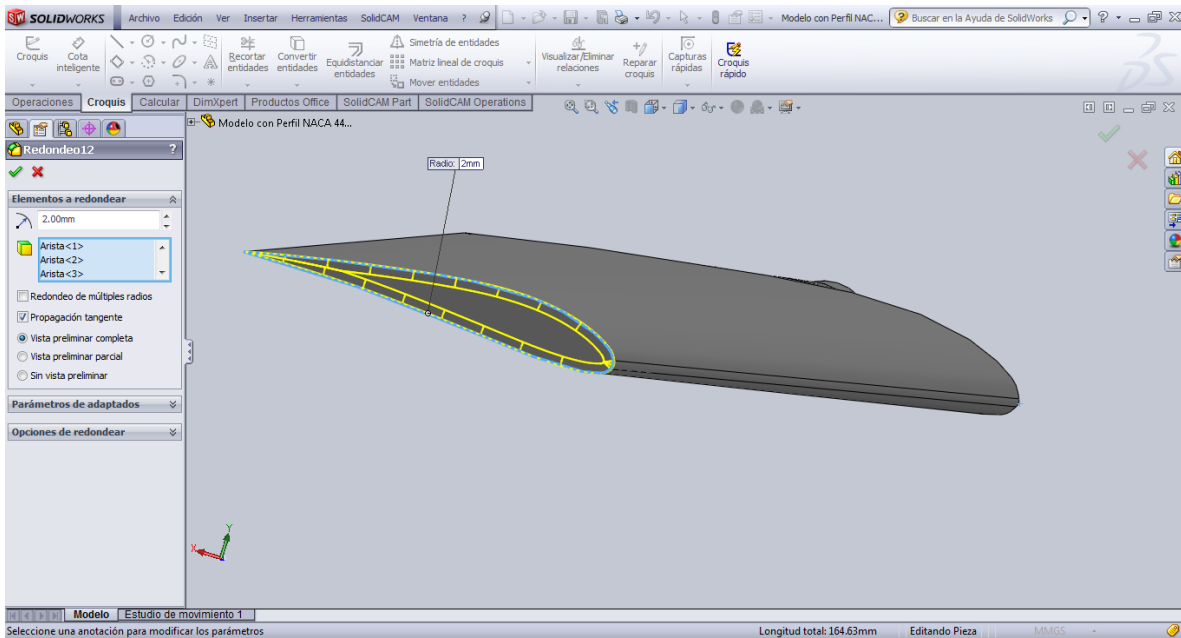 SOLIDWORKS Archivo Edición Ver Insertar Herramientas SolidCAM Ventana ? Modelo con Perfil NAC... Buscar en la Ayuda de SolidWorks ?
Croquis
Cota inteligente
Recortar entidades
Convertir entidades
Equidistanciar entidades
Simetría de entidades
Matriz lineal de croquis
Mover entidades
Visualizar/Eliminar relaciones
Reparar croquis
Capturas rápidas
Croquis rápido
Operaciones Croquis Calcular DimXpert Productos Office SolidCAM Part SolidCAM Operations
Modelo con Perfil NACA 44...
Redondeo12 ?
Radio: 2mm
Elementos a redondear
2.00mm
Arista<1>
Arista<2>
Arista<3>
Redondeo de múltiples radios
Propagación tangente
Vista preliminar completa
Vista preliminar parcial
Sin vista preliminar
Parámetros de adaptados
Opciones de redondear
Y
X
Modelo Estudio de movimiento 1
Seleccione una anotación para modificar los parámetros Longitud total: 164.63mm Editando Pieza MMGS -